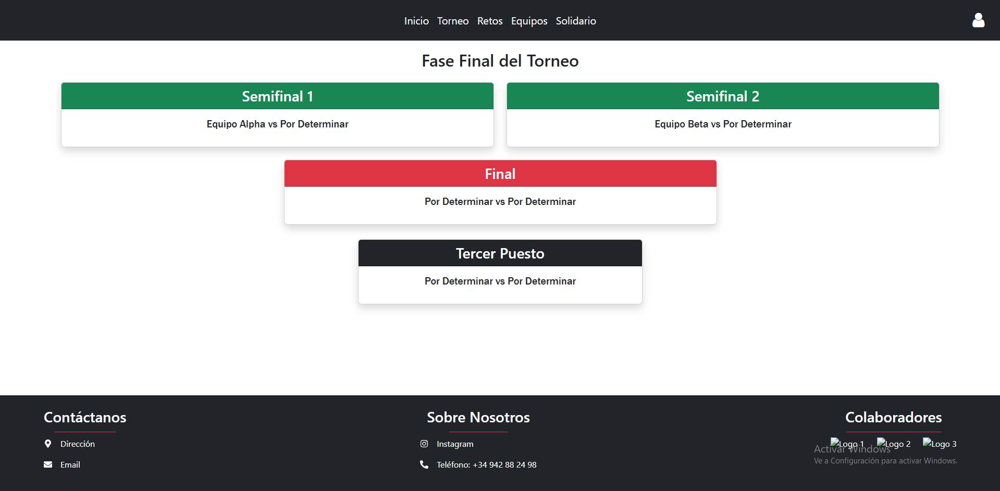 Inicio Torneo Retos Equipos Solidario
Fase Final del Torneo
Semifinal 1
Equipo Alpha vs Por Determinar
Semifinal 2
Equipo Beta vs Por Determinar
Final
Por Determinar vs Por Determinar
Tercer Puesto
Por Determinar vs Por Determinar
Contáctanos
Dirección
Email
Sobre Nosotros
Instagram
Teléfono: +34 942 88 24 98
Colaboradores
Logo 1 Logo 2 Logo 3
Activar Windows
Ve a Configuración para activar Windows.